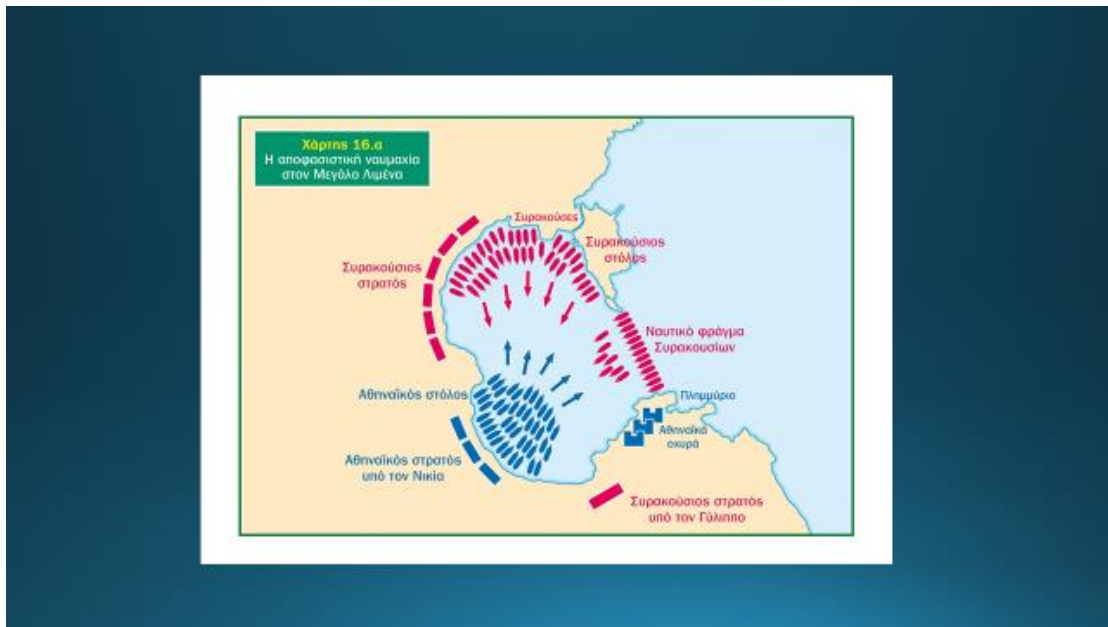 Χάρτης 16.α
Η αποφασιστική ναυμαχία
στον Μεγάλο Λιμένα
Συρακούσες
Συρακούσιος
στόλος
Συρακούσιος
στρατός
Ναυτικό φράγμα
Συρακουσίων
Αθηναϊκός στόλος
Πλημμύριο
Αθηναϊκά
οχυρά
Αθηναϊκός στρατός
υπό τον Νικία
Συρακούσιος στρατός
υπό τον Γύλιππο